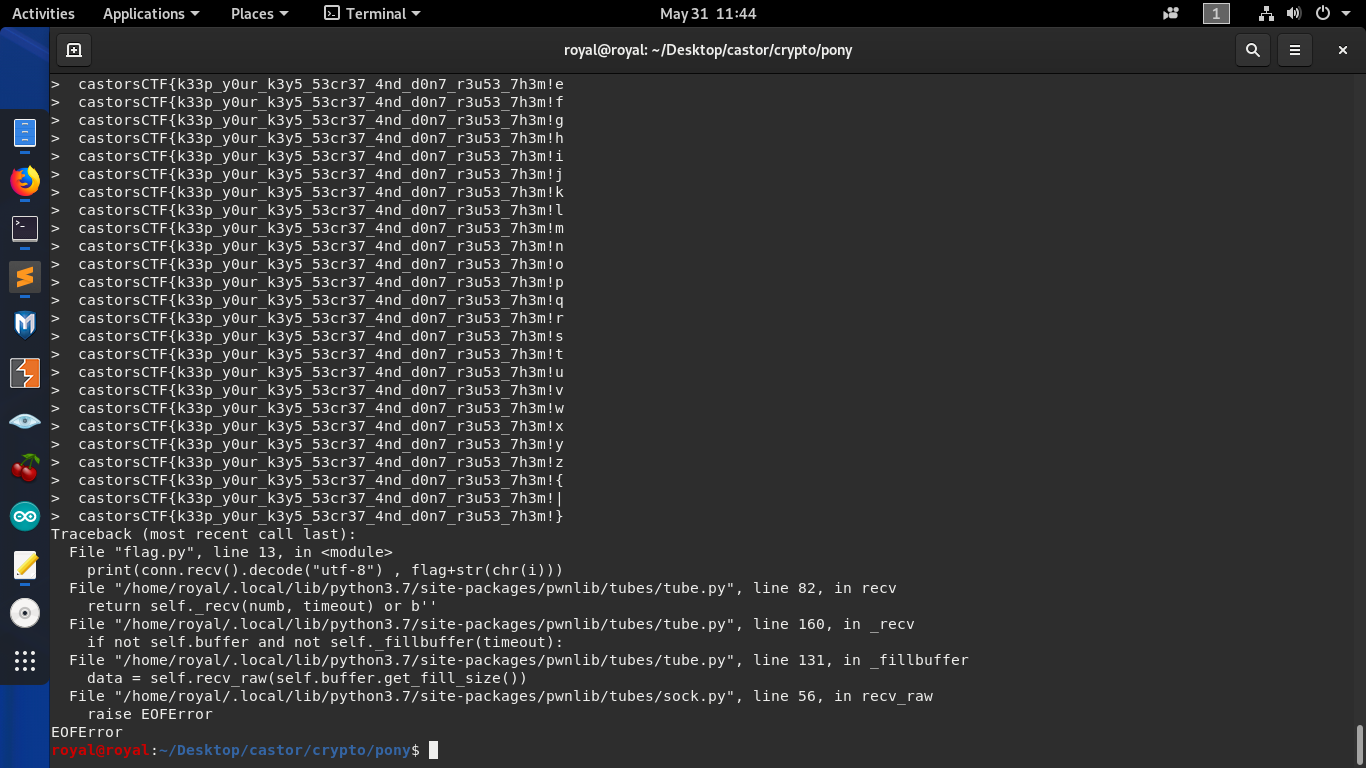 Activities Applications Places Terminal May 31 11:44 1
royal@royal: ~/Desktop/castor/crypto/pony
> castorsCTF{k33p_y0ur_k3y5_53cr37_4nd_d0n7_r3u53_7h3m!e
> castorsCTF{k33p_y0ur_k3y5_53cr37_4nd_d0n7_r3u53_7h3m!f
> castorsCTF{k33p_y0ur_k3y5_53cr37_4nd_d0n7_r3u53_7h3m!g
> castorsCTF{k33p_y0ur_k3y5_53cr37_4nd_d0n7_r3u53_7h3m!h
> castorsCTF{k33p_y0ur_k3y5_53cr37_4nd_d0n7_r3u53_7h3m!i
> castorsCTF{k33p_y0ur_k3y5_53cr37_4nd_d0n7_r3u53_7h3m!j
> castorsCTF{k33p_y0ur_k3y5_53cr37_4nd_d0n7_r3u53_7h3m!k
> castorsCTF{k33p_y0ur_k3y5_53cr37_4nd_d0n7_r3u53_7h3m!l
> castorsCTF{k33p_y0ur_k3y5_53cr37_4nd_d0n7_r3u53_7h3m!m
> castorsCTF{k33p_y0ur_k3y5_53cr37_4nd_d0n7_r3u53_7h3m!n
> castorsCTF{k33p_y0ur_k3y5_53cr37_4nd_d0n7_r3u53_7h3m!o
> castorsCTF{k33p_y0ur_k3y5_53cr37_4nd_d0n7_r3u53_7h3m!p
> castorsCTF{k33p_y0ur_k3y5_53cr37_4nd_d0n7_r3u53_7h3m!q
> castorsCTF{k33p_y0ur_k3y5_53cr37_4nd_d0n7_r3u53_7h3m!r
> castorsCTF{k33p_y0ur_k3y5_53cr37_4nd_d0n7_r3u53_7h3m!s
> castorsCTF{k33p_y0ur_k3y5_53cr37_4nd_d0n7_r3u53_7h3m!t
> castorsCTF{k33p_y0ur_k3y5_53cr37_4nd_d0n7_r3u53_7h3m!u
> castorsCTF{k33p_y0ur_k3y5_53cr37_4nd_d0n7_r3u53_7h3m!v
> castorsCTF{k33p_y0ur_k3y5_53cr37_4nd_d0n7_r3u53_7h3m!w
> castorsCTF{k33p_y0ur_k3y5_53cr37_4nd_d0n7_r3u53_7h3m!x
> castorsCTF{k33p_y0ur_k3y5_53cr37_4nd_d0n7_r3u53_7h3m!y
> castorsCTF{k33p_y0ur_k3y5_53cr37_4nd_d0n7_r3u53_7h3m!z
> castorsCTF{k33p_y0ur_k3y5_53cr37_4nd_d0n7_r3u53_7h3m!{
> castorsCTF{k33p_y0ur_k3y5_53cr37_4nd_d0n7_r3u53_7h3m!|
> castorsCTF{k33p_y0ur_k3y5_53cr37_4nd_d0n7_r3u53_7h3m!}
Traceback (most recent call last):
  File "flag.py", line 13, in <module>
    print(conn.recv().decode("utf-8") , flag+str(chr(i)))
  File "/home/royal/.local/lib/python3.7/site-packages/pwnlib/tubes/tube.py", line 82, in recv
    return self._recv(numb, timeout) or b''
  File "/home/royal/.local/lib/python3.7/site-packages/pwnlib/tubes/tube.py", line 160, in _recv
    if not self.buffer and not self._fillbuffer(timeout):
  File "/home/royal/.local/lib/python3.7/site-packages/pwnlib/tubes/tube.py", line 131, in _fillbuffer
    data = self.recv_raw(self.buffer.get_fill_size())
  File "/home/royal/.local/lib/python3.7/site-packages/pwnlib/tubes/sock.py", line 56, in recv_raw
    raise EOFError
EOFError
royal@royal:~/Desktop/castor/crypto/pony$